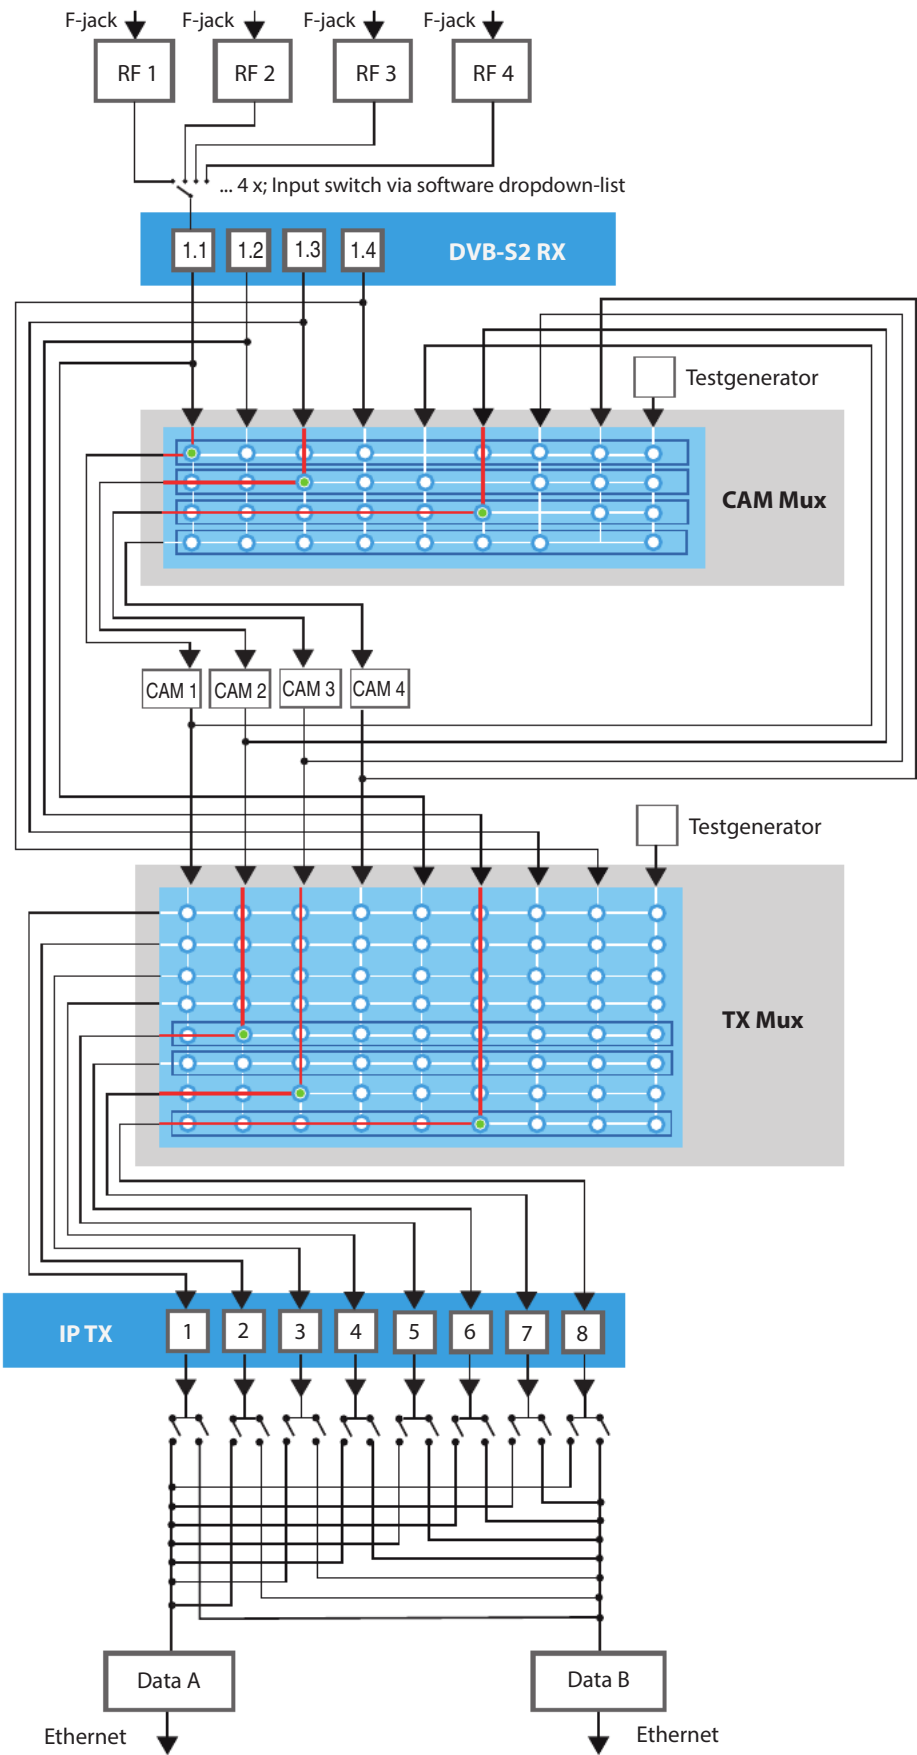 F-jack F-jack F-jack F-jack
RF 1 RF 2 RF 3 RF 4
... 4 x; Input switch via software dropdown-list
1.1 1.2 1.3 1.4 DVB-S2 RX
Testgenerator
CAM Mux
CAM 1 CAM 2 CAM 3 CAM 4
Testgenerator
TX Mux
IP TX 1 2 3 4 5 6 7 8
Data A Data B
Ethernet Ethernet